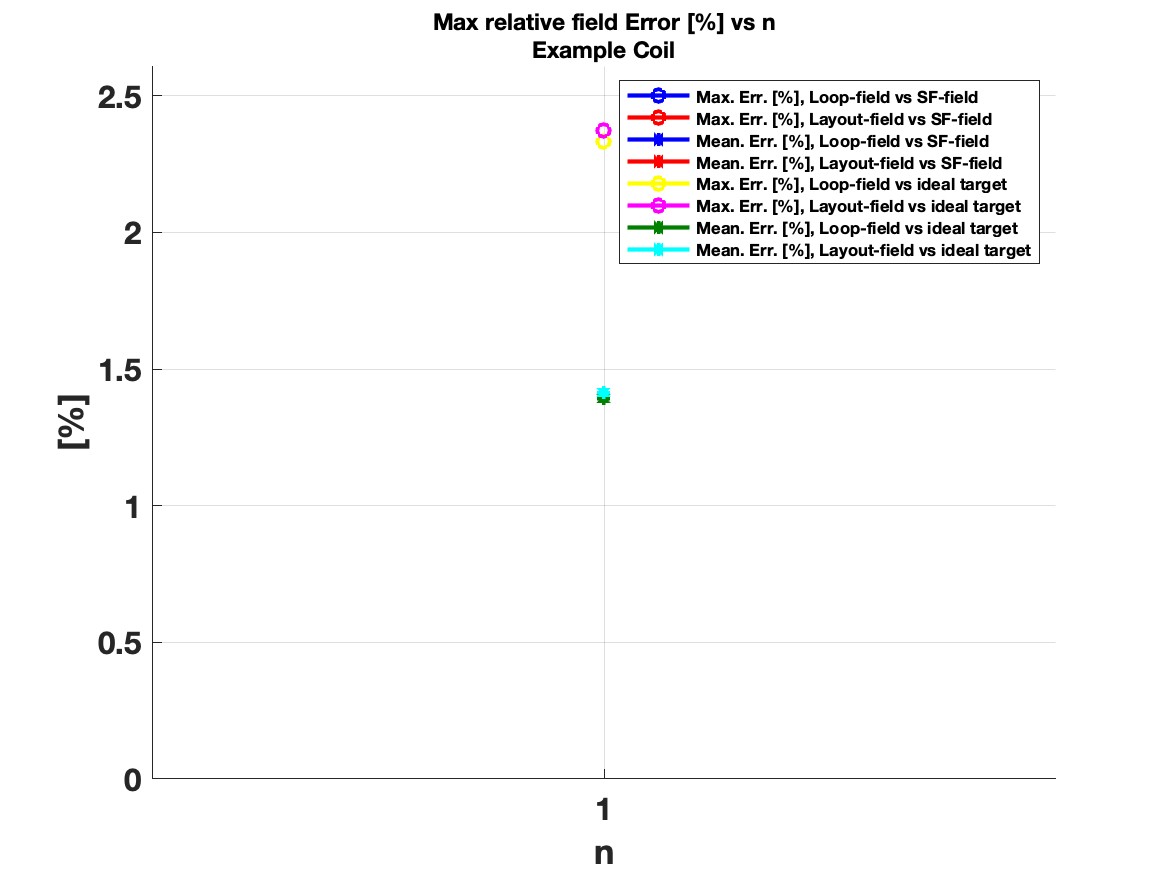 Max relative field Error [%] vs n
Example Coil
2.5
2
1.5
1
0.5
0
[%]
Max. Err. [%], Loop-field vs SF-field
Max. Err. [%], Layout-field vs SF-field
Mean. Err. [%], Loop-field vs SF-field
Mean. Err. [%], Layout-field vs SF-field
Max. Err. [%], Loop-field vs ideal target
Max. Err. [%], Layout-field vs ideal target
Mean. Err. [%], Loop-field vs ideal target
Mean. Err. [%], Layout-field vs ideal target
1
n